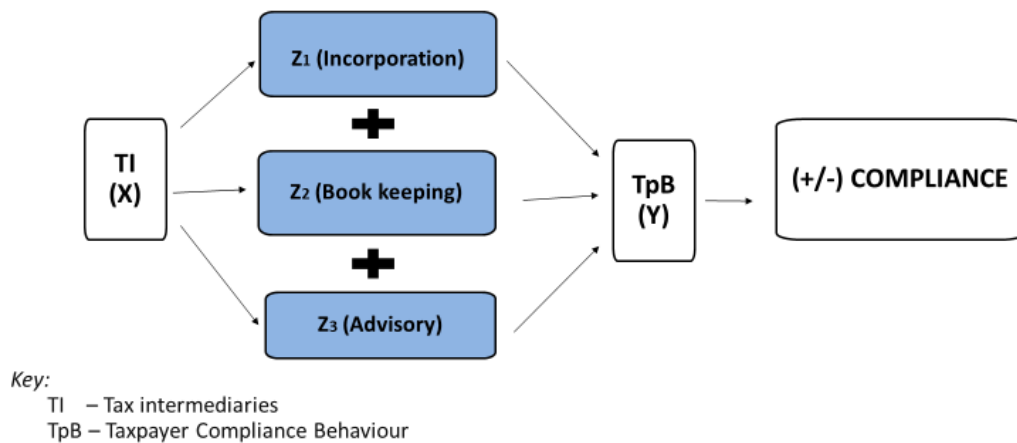 Z1 (Incorporation)
TI
(X)
Z2 (Book keeping)
TpB
(Y)
(+/-) COMPLIANCE
Z3 (Advisory)
Key:
TI – Tax intermediaries
TpB – Taxpayer Compliance Behaviour